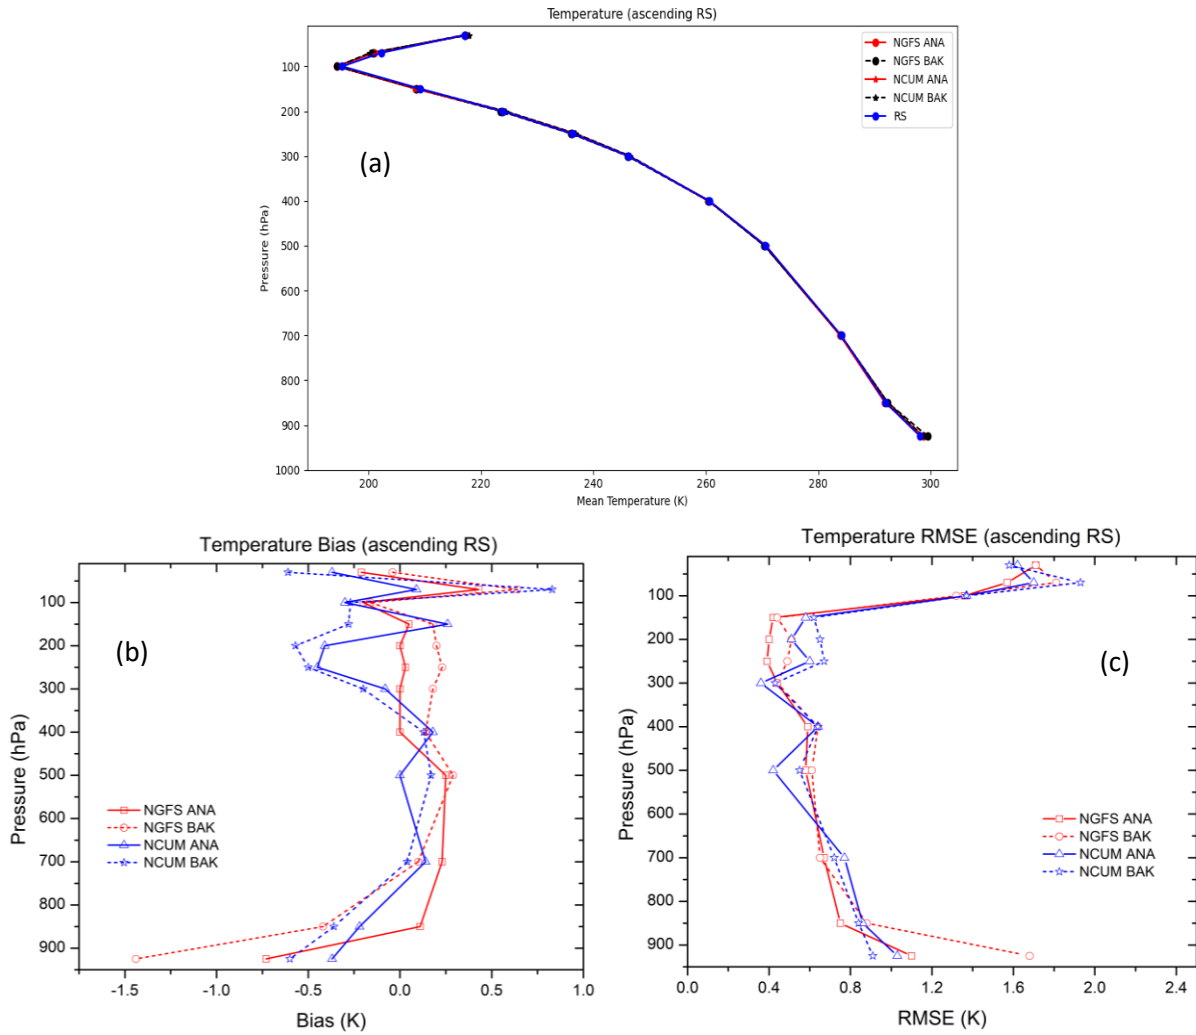 Temperature (ascending RS)
NGFS ANA
NGFS BAK
NCUM ANA
NCUM BAK
RS
(a)
Pressure (hPa)
100
200
300
400
500
600
700
800
900
1000
200
220
240
260
280
300
Mean Temperature (K)
Temperature Bias (ascending RS)
(b)
Pressure (hPa)
100
200
300
400
500
600
700
800
900
NGFS ANA
NGFS BAK
NCUM ANA
NCUM BAK
-1.5
-1.0
-0.5
0.0
0.5
1.0
Bias (K)
Temperature RMSE (ascending RS)
(c)
Pressure (hPa)
100
200
300
400
500
600
700
800
900
NGFS ANA
NGFS BAK
NCUM ANA
NCUM BAK
0.0
0.4
0.8
1.2
1.6
2.0
2.4
RMSE (K)